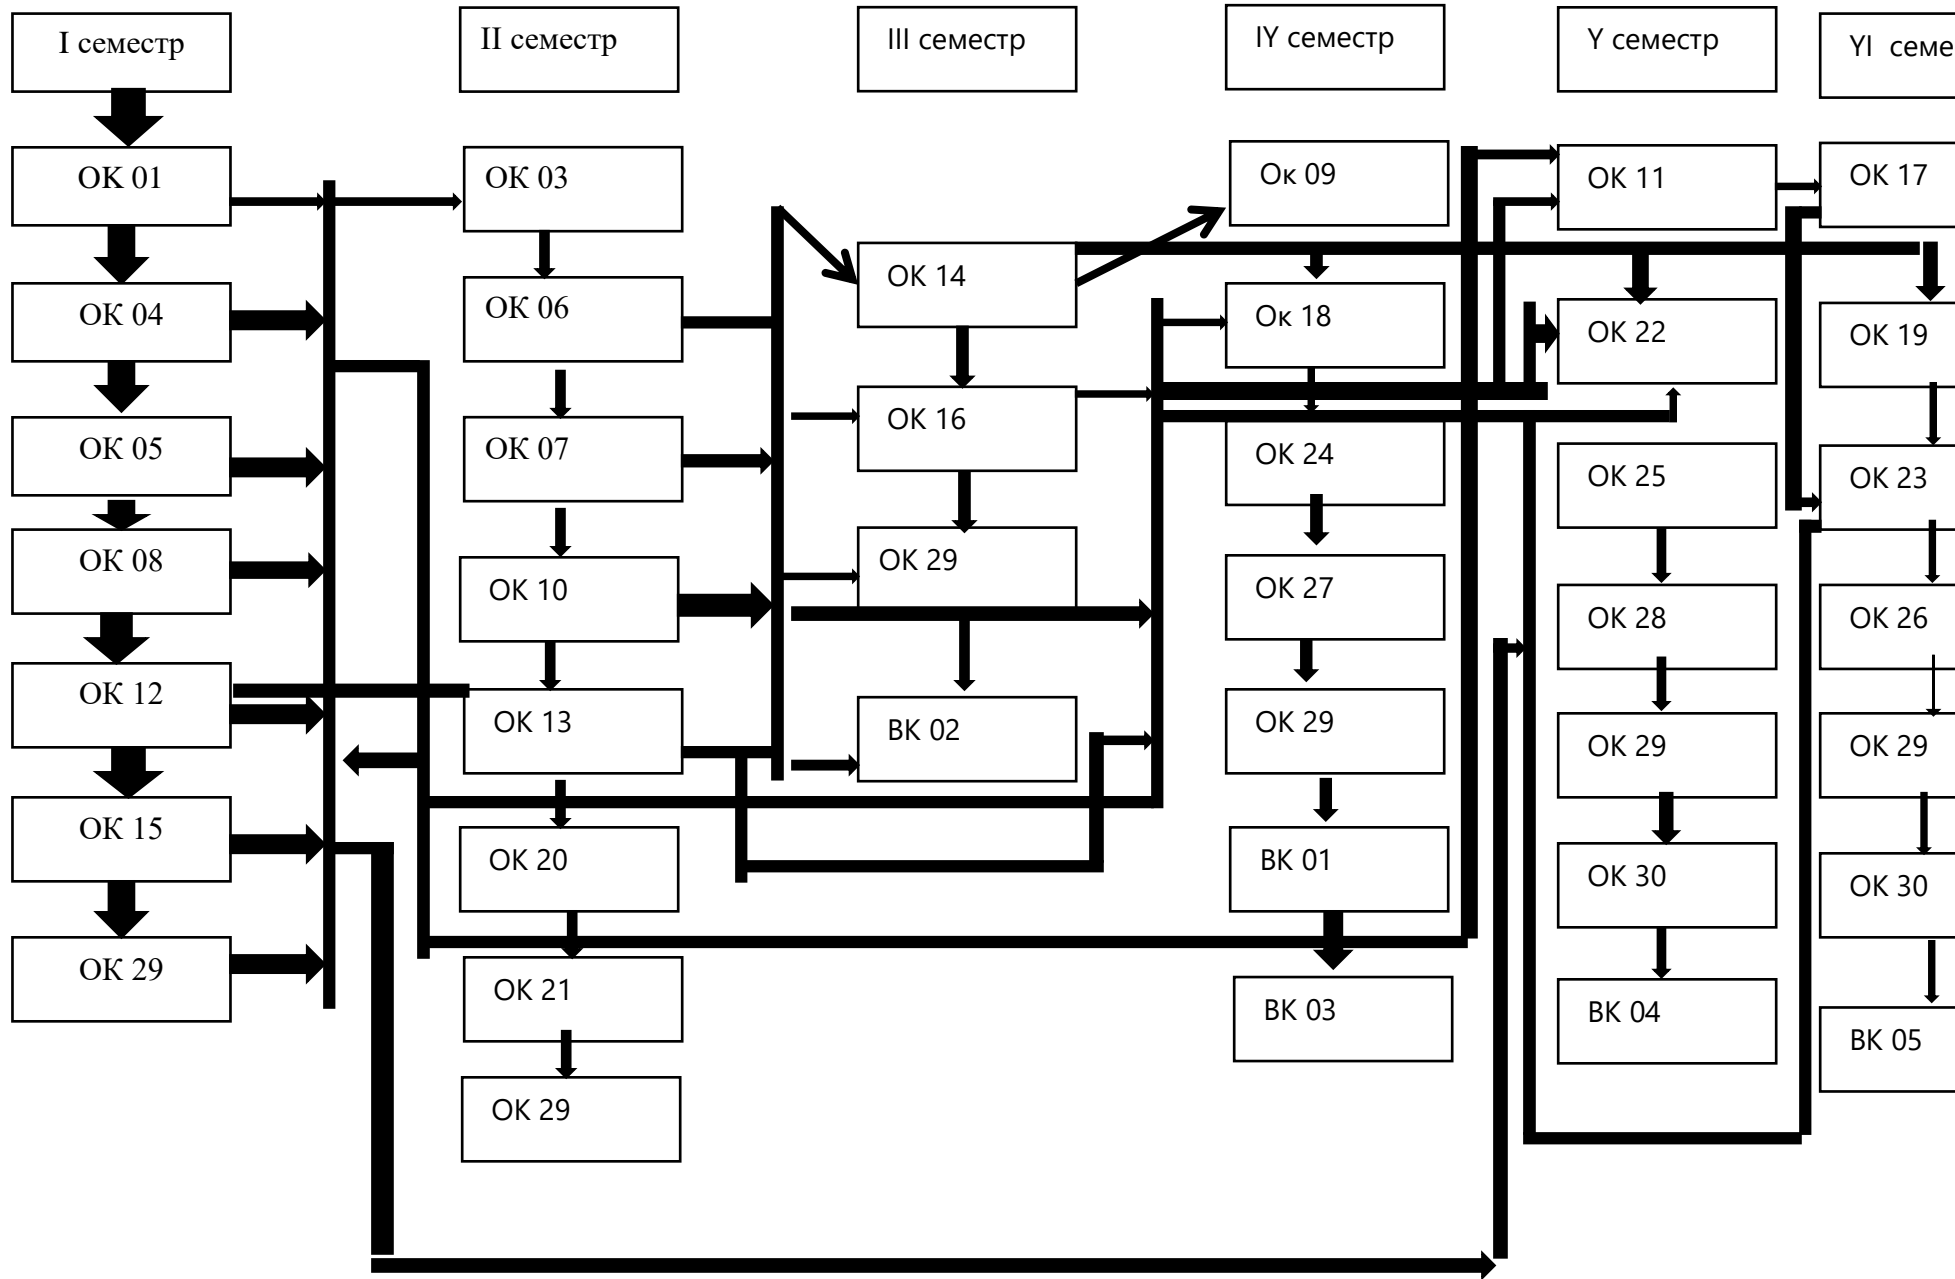 I семестр
II семестр
III семестр
IY семестр
Y семестр
YI семе
ОК 01
ОК 04
ОК 05
ОК 08
ОК 12
ОК 15
ОК 29
ОК 03
ОК 06
ОК 07
ОК 10
ОК 13
ОК 20
ОК 21
ОК 29
ОК 14
ОК 16
ОК 29
ВК 02
Ок 09
Ок 18
ОК 24
ОК 27
ОК 29
ВК 01
ВК 03
ОК 11
ОК 22
ОК 25
ОК 28
ОК 29
ОК 30
ВК 04
ОК 17
ОК 19
ОК 23
ОК 26
ОК 29
ОК 30
ВК 05